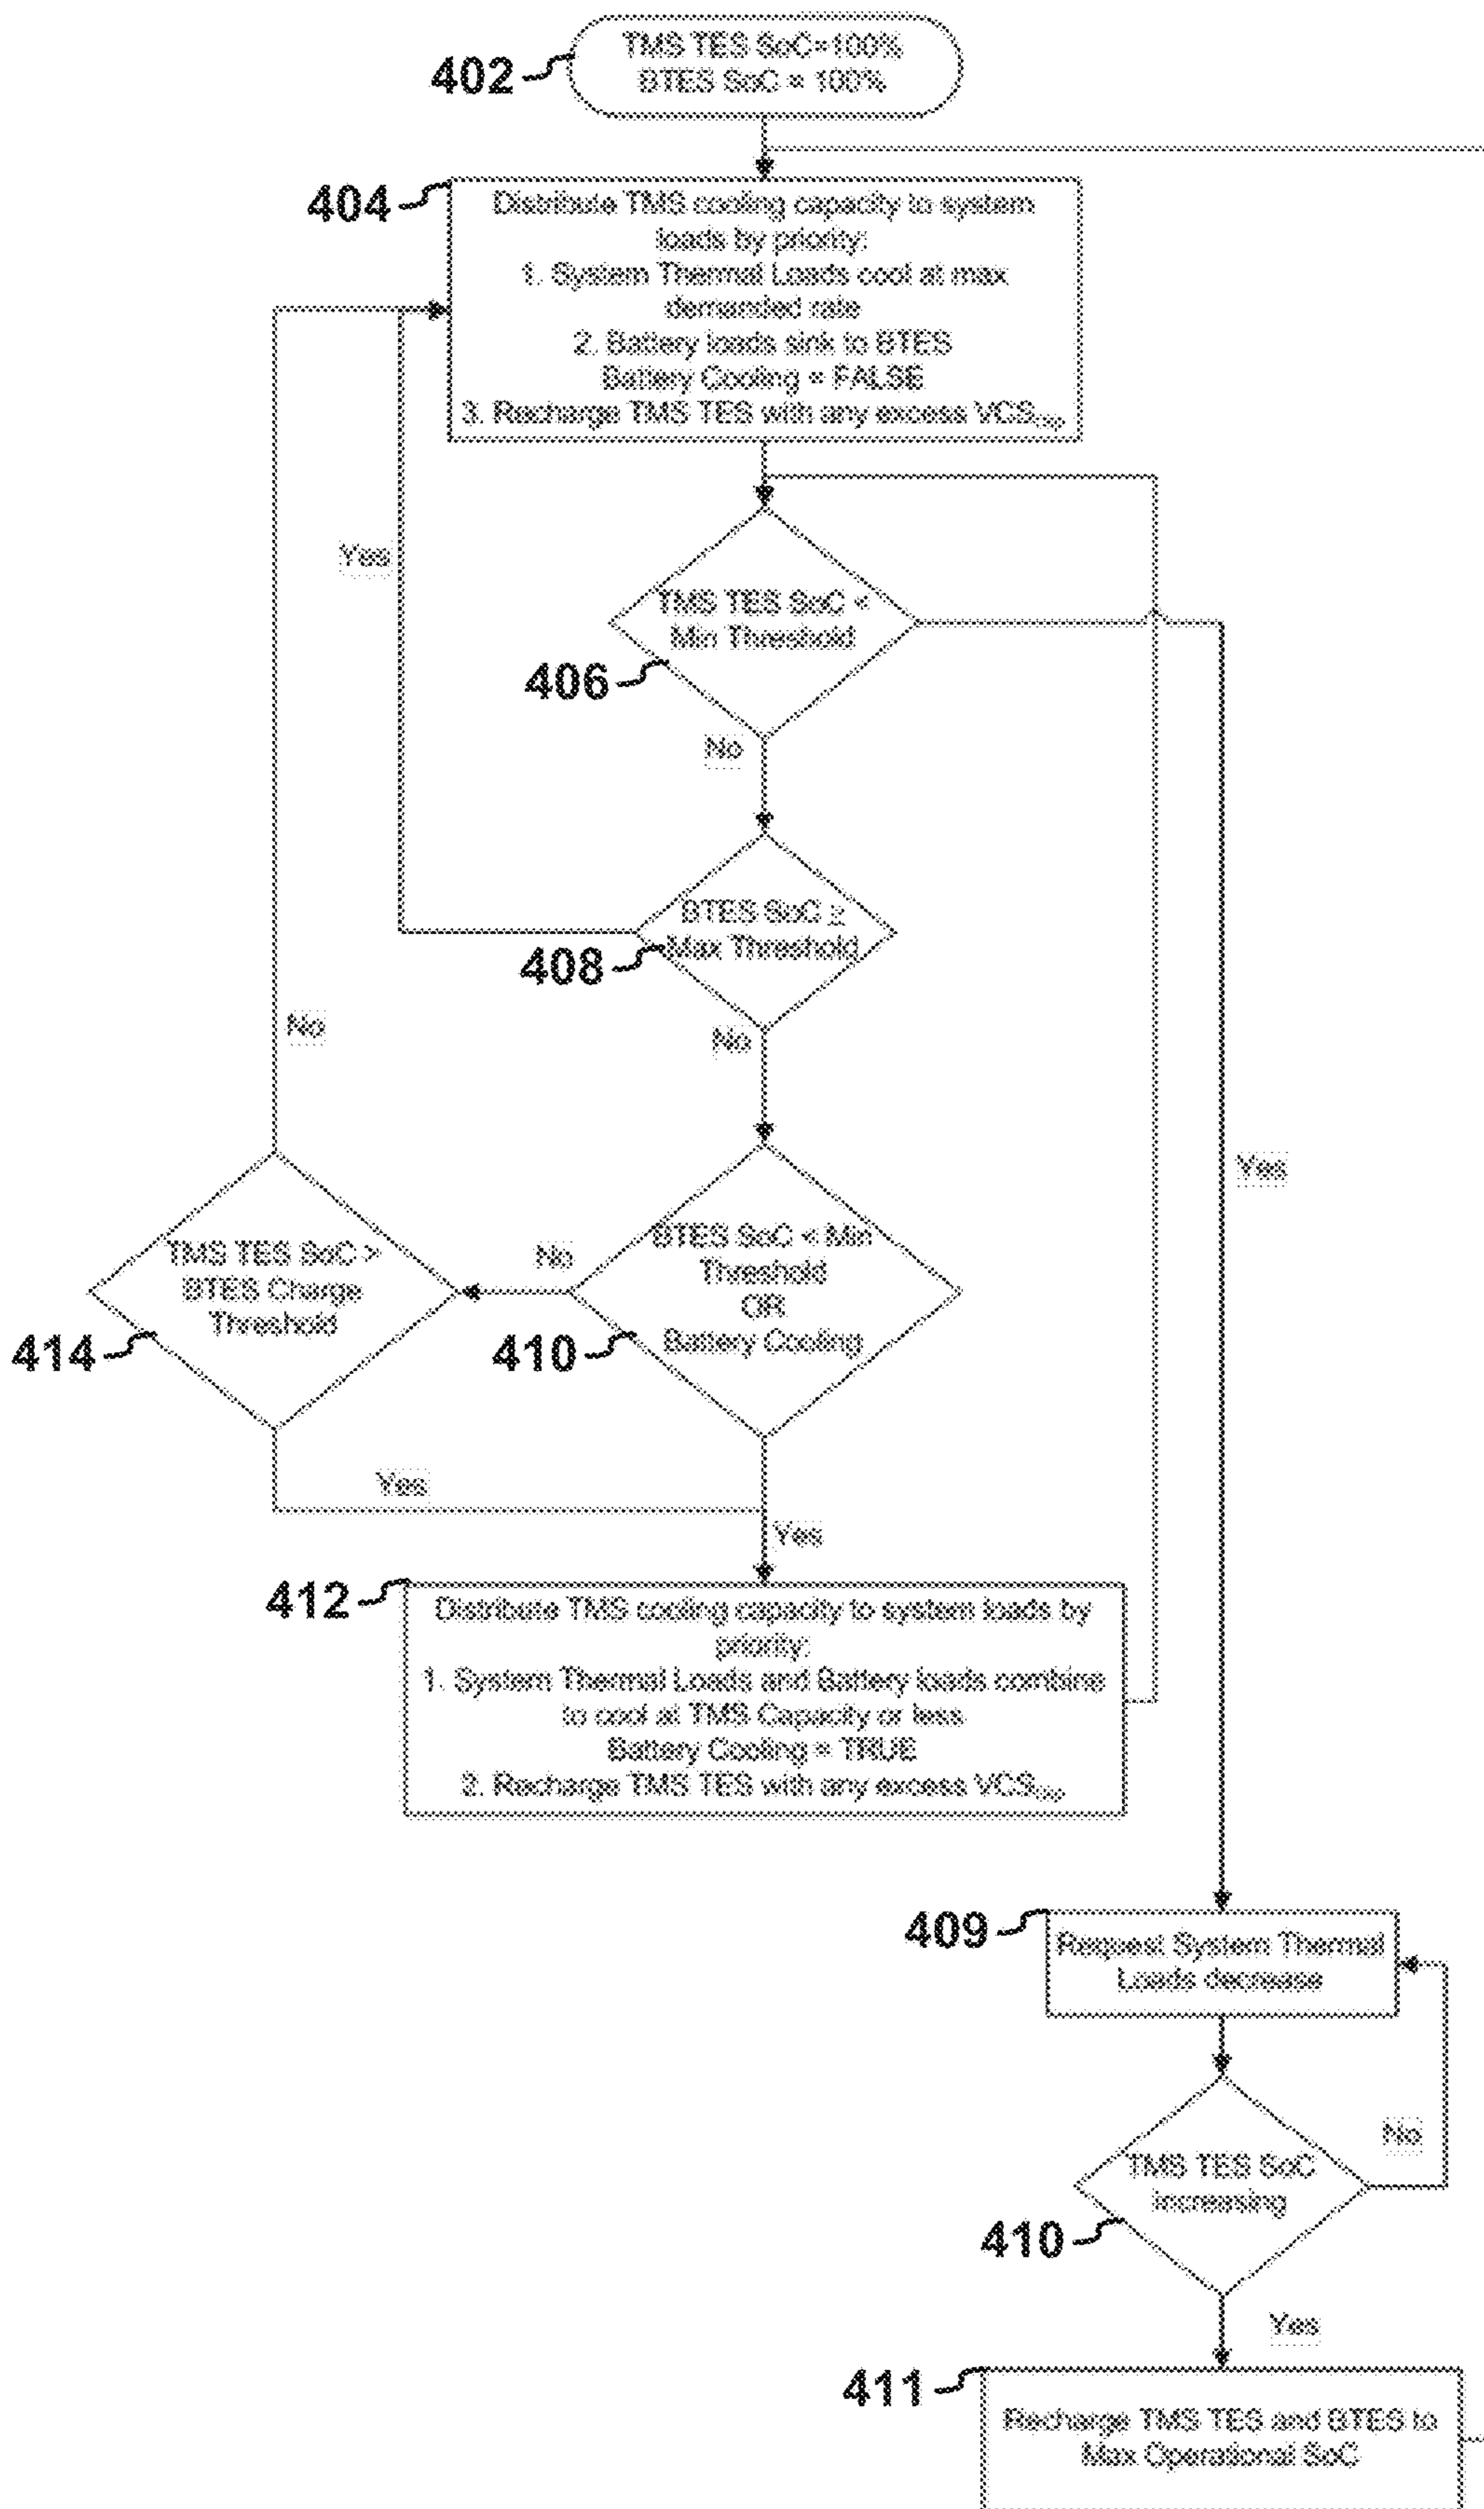 402
TMS TES SoC=100%
BTES SoC = 100%
404
Distribute TMS cooling capacity to system
loads by priority:
1. System Thermal Loads cool at max
demanded rate
2. Battery loads sink to BTES
Battery Cooling = FALSE
3. Recharge TMS TES with any excess VCScap
Yes
TMS TES SoC <
Min Threshold
406
No
BTES SoC ≥
Max Threshold
408
No
No
Yes
TMS TES SoC >
BTES Charge
Threshold
414
No
BTES SoC < Min
Threshold
OR
Battery Cooling
410
Yes
Yes
412
Distribute TMS cooling capacity to system loads by
priority:
1. System Thermal Loads and Battery loads combine
to cool at TMS Capacity or less
Battery Cooling = TRUE
2. Recharge TMS TES with any excess VCScap
409
Request System Thermal
Loads decrease
No
TMS TES SoC
increasing
410
Yes
411
Recharge TMS TES and BTES to
Max Operational SoC